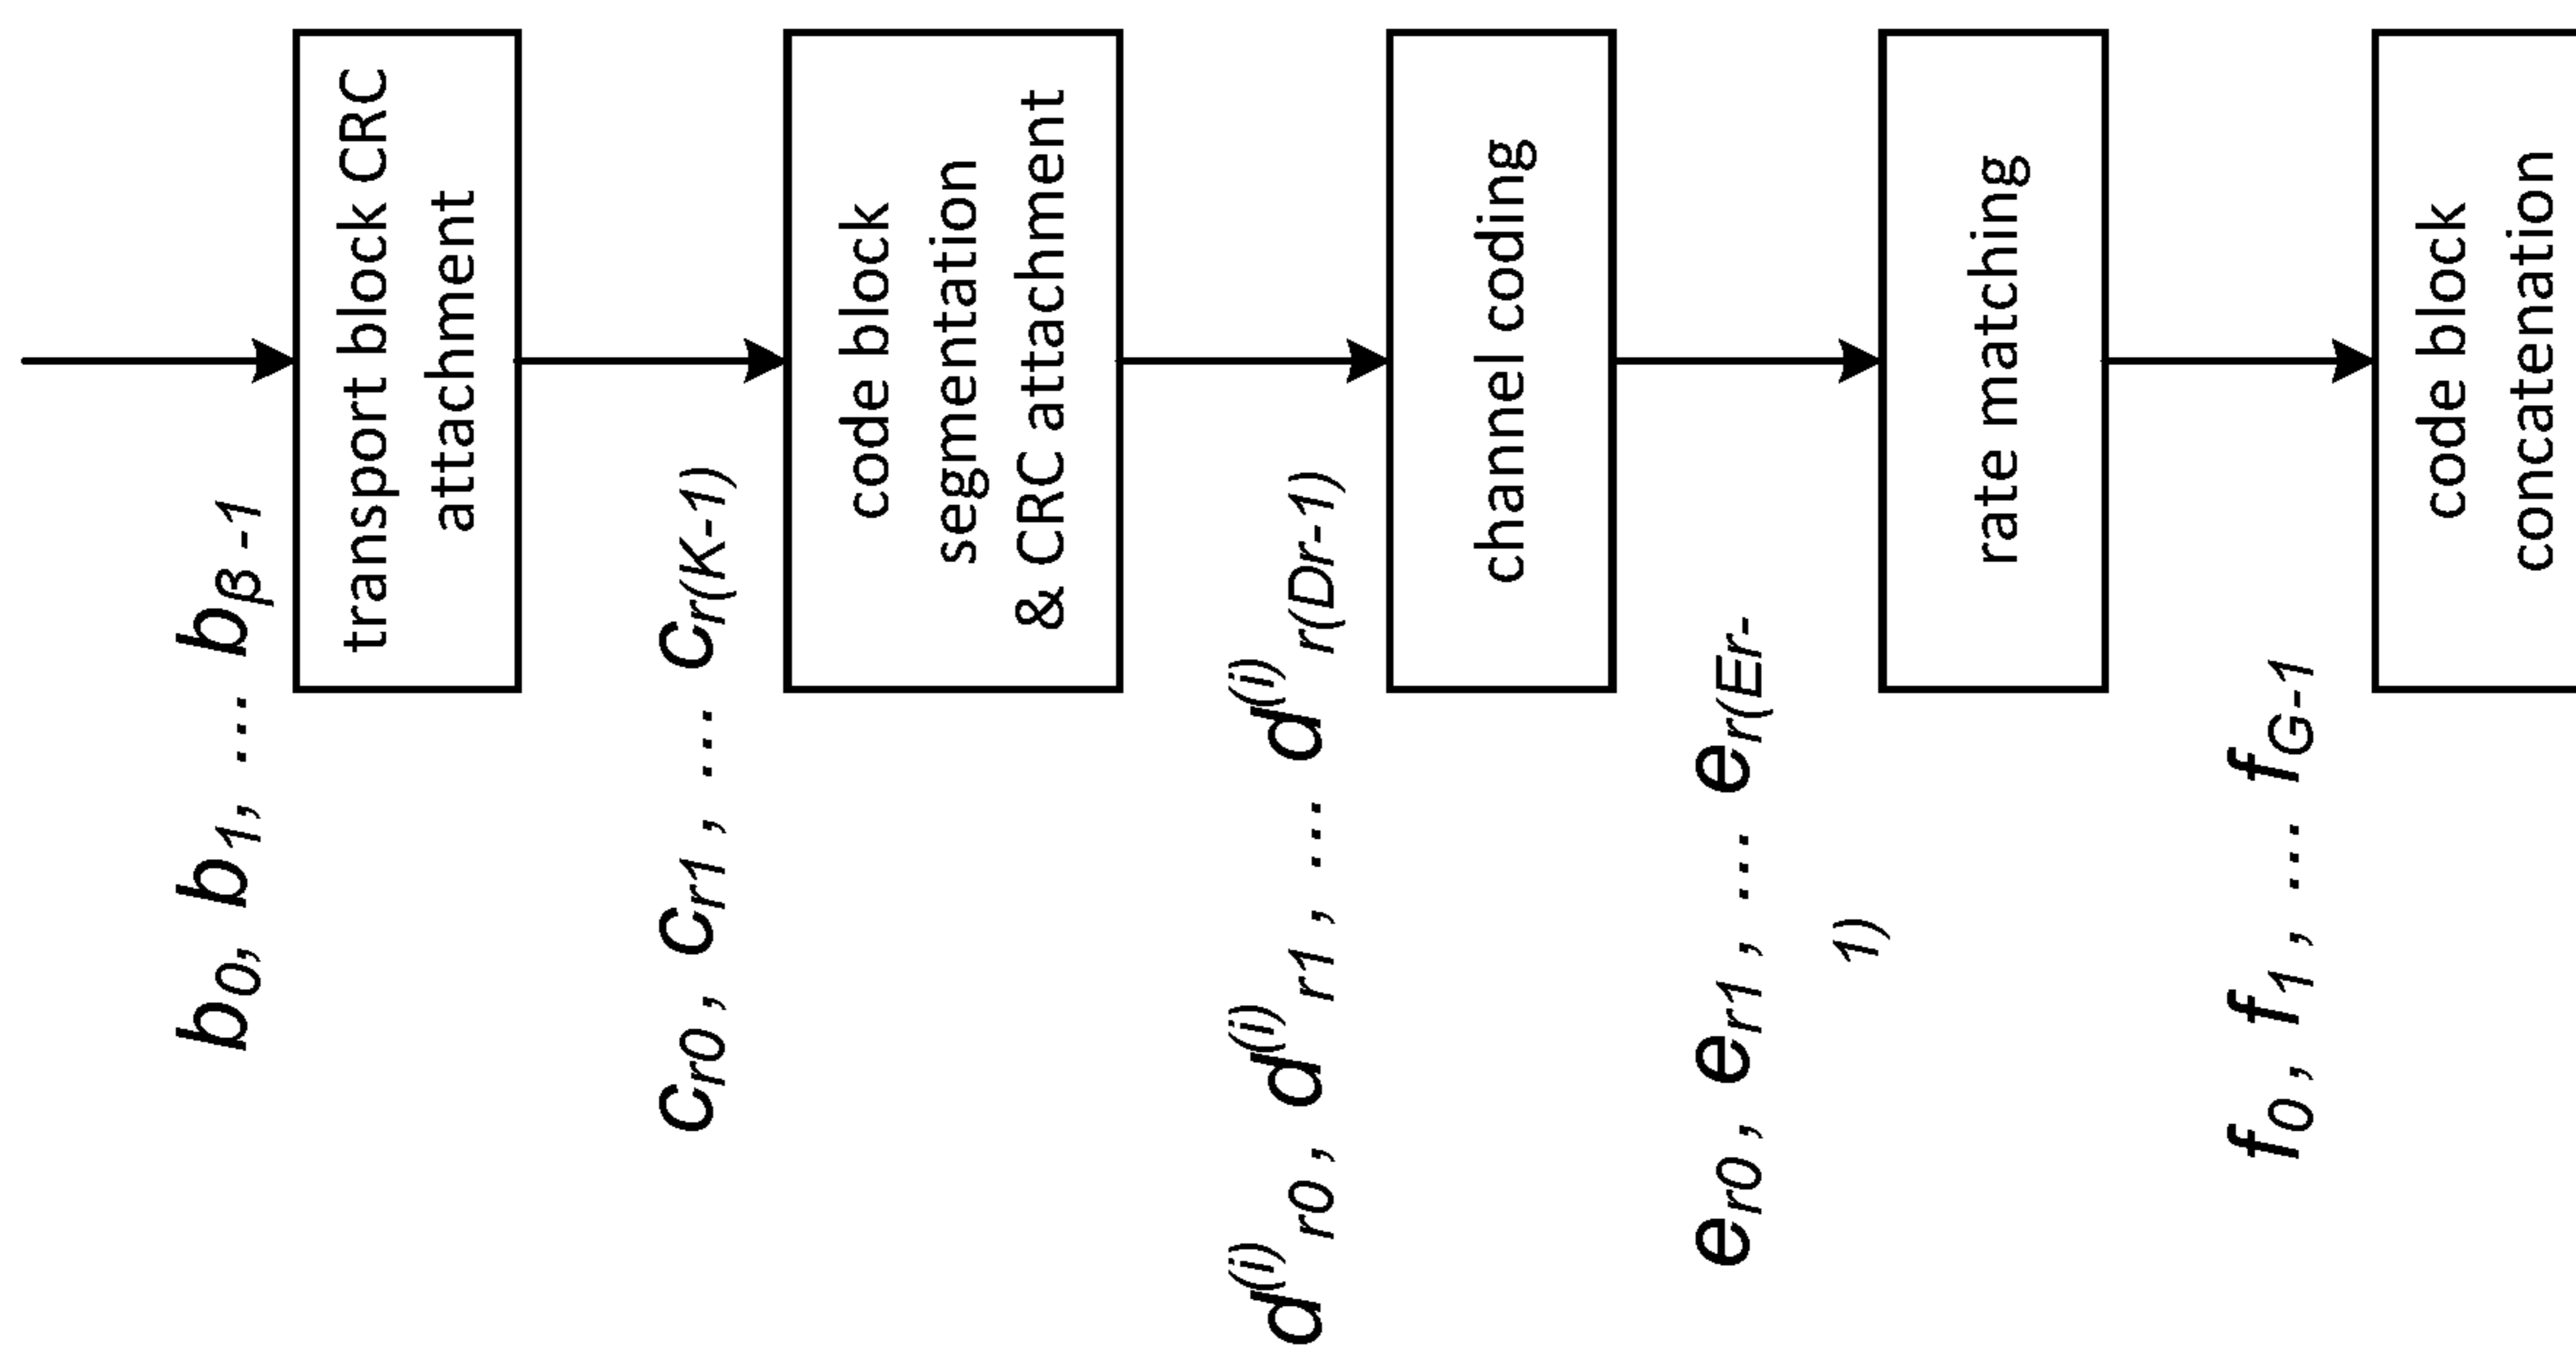 b0, b1, ... bβ-1
transport block CRC
attachment
cr0, cr1, ... cr(K-1)
code block
segmentation
& CRC attachment
d(i)r0, d(i)r1, ... d(i)r(Dr-1)
channel coding
er0, er1, ... er(Er-
1)
rate matching
f0, f1, ... fG-1
code block
concatenation